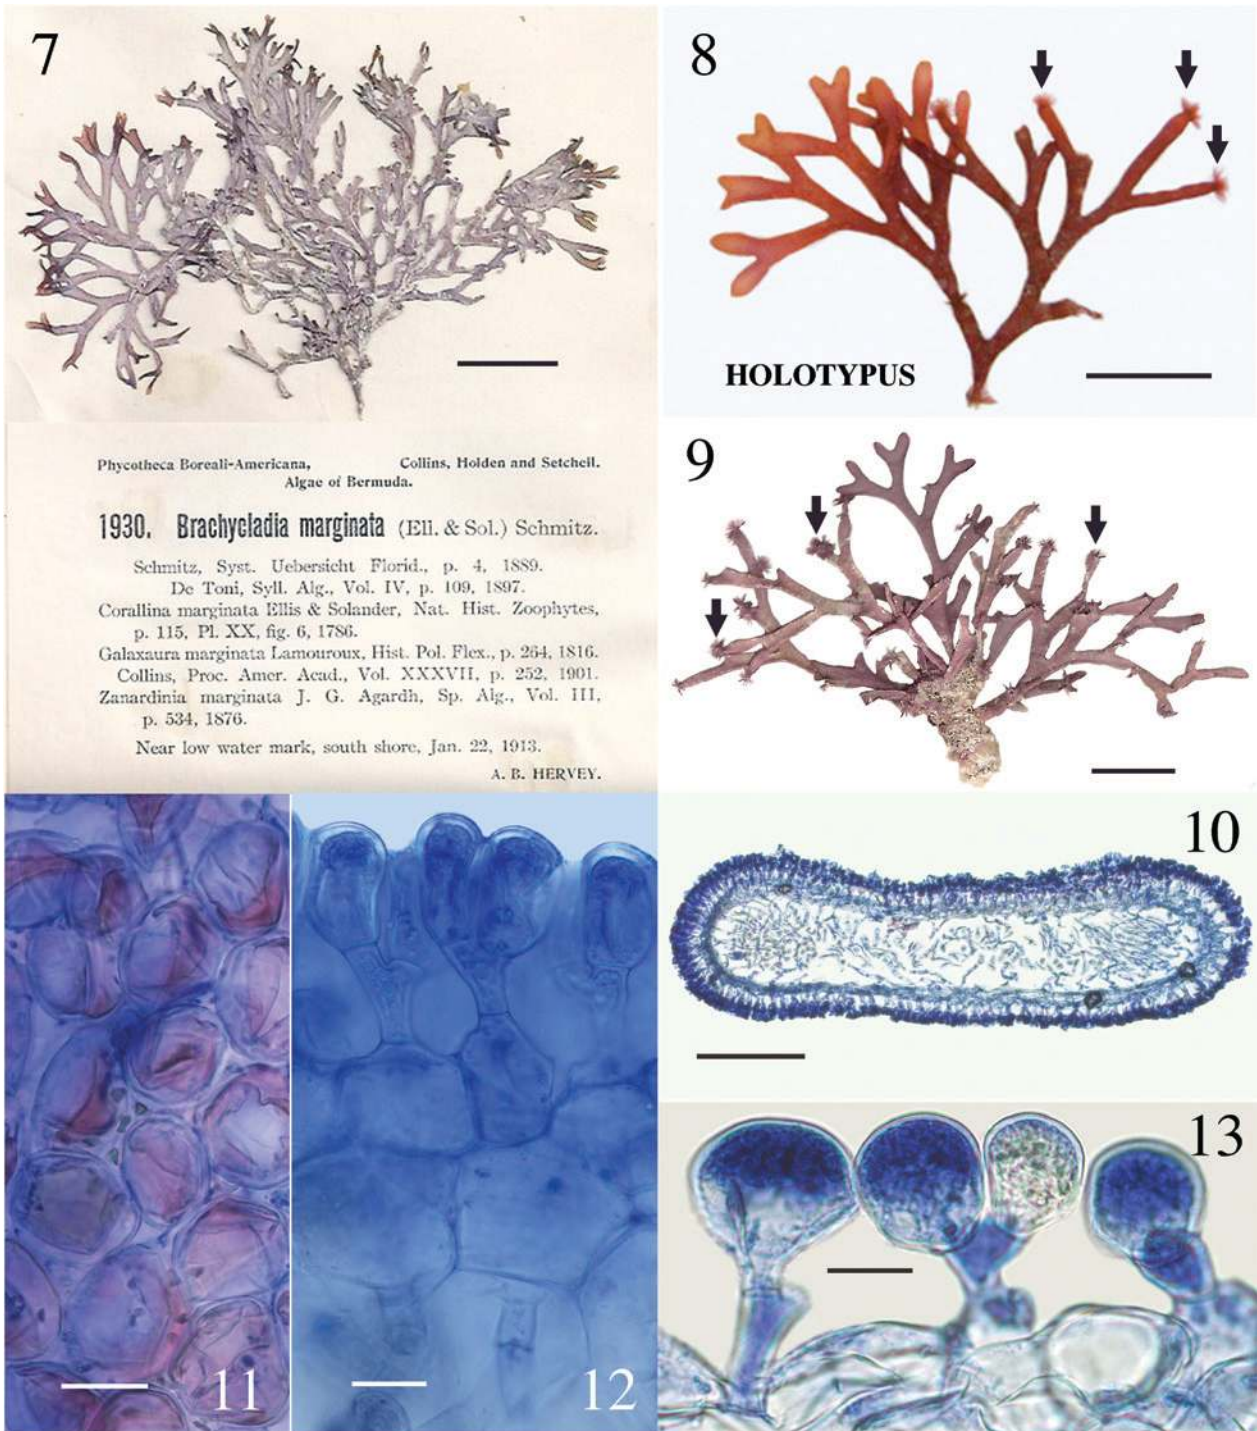 7
8
HOLOTYPUS
Phycotheca Boreali-Americana, Collins, Holden and Setchell.
Algae of Bermuda.
1930. Brachycladia marginata (Ell. & Sol.) Schmitz.
Schmitz, Syst. Uebersicht Florid., p. 4, 1889.
De Toni, Syll. Alg., Vol. IV, p. 109, 1897.
Corallina marginata Ellis & Solander, Nat. Hist. Zoophytes,
p. 115, Pl. XX, fig. 6, 1786.
Galaxaura marginata Lamouroux, Hist. Pol. Flex., p. 264, 1816.
Collins, Proc. Amer. Acad., Vol. XXXVII, p. 252, 1901.
Zanardinia marginata J. G. Agardh, Sp. Alg., Vol. III,
p. 534, 1876.
Near low water mark, south shore, Jan. 22, 1913.
A. B. HERVEY.
9
10
11
12
13